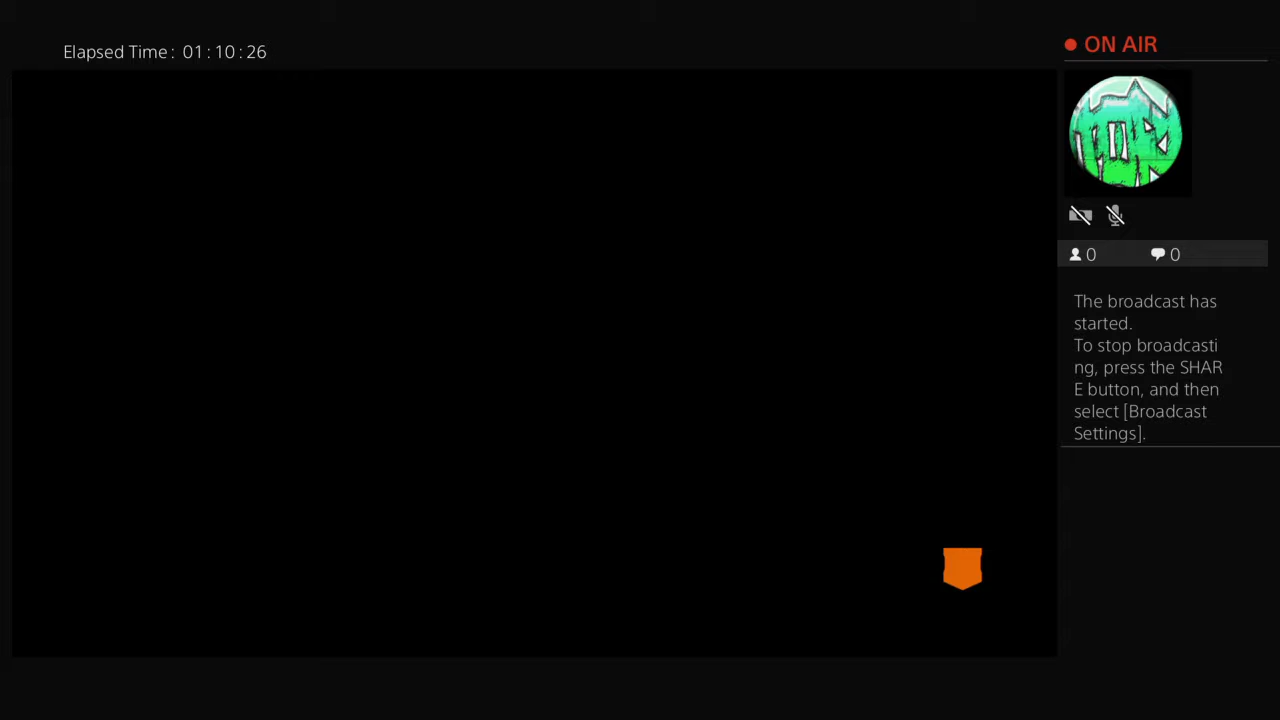 Elapsed Time: 01:10:26
ON AIR
0 0
The broadcast has
started.
To stop broadcasti
ng, press the SHAR
E button, and then
select [Broadcast
Settings].